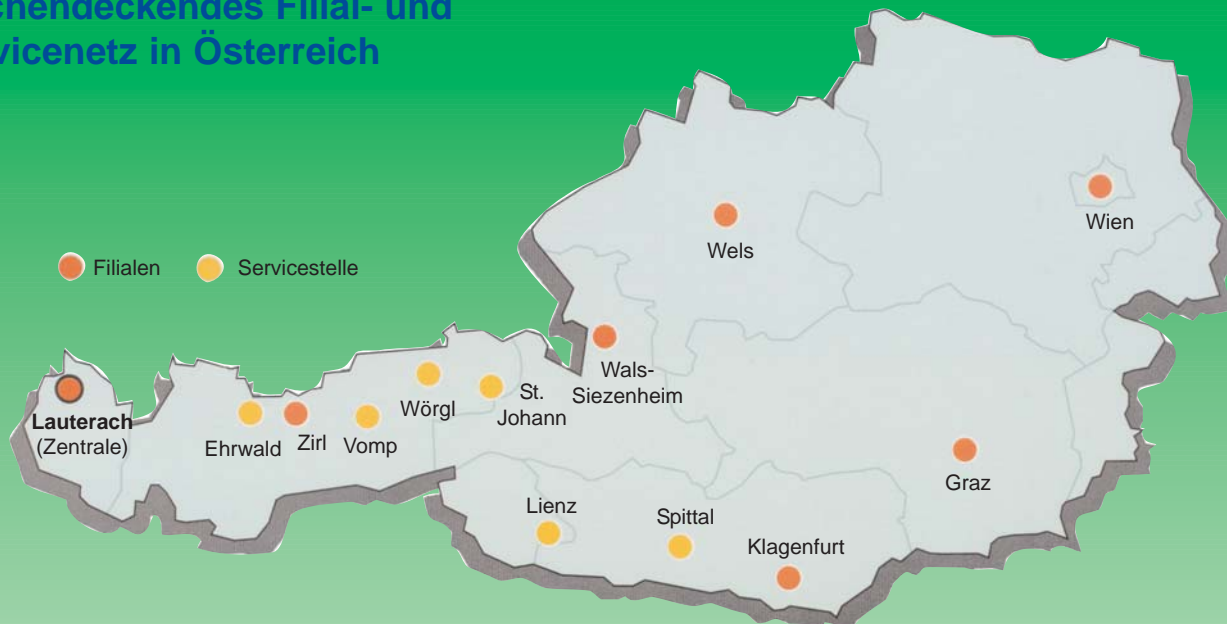 chendeckendes Filial- und
vicenetz in Österreich
Filialen
Servicestelle
Wien
Wels
Wals-
Siezenheim
St.
Johann
Wörgl
Lauterach
(Zentrale)
Ehrwald
Zirl
Vomp
Graz
Lienz
Spittal
Klagenfurt